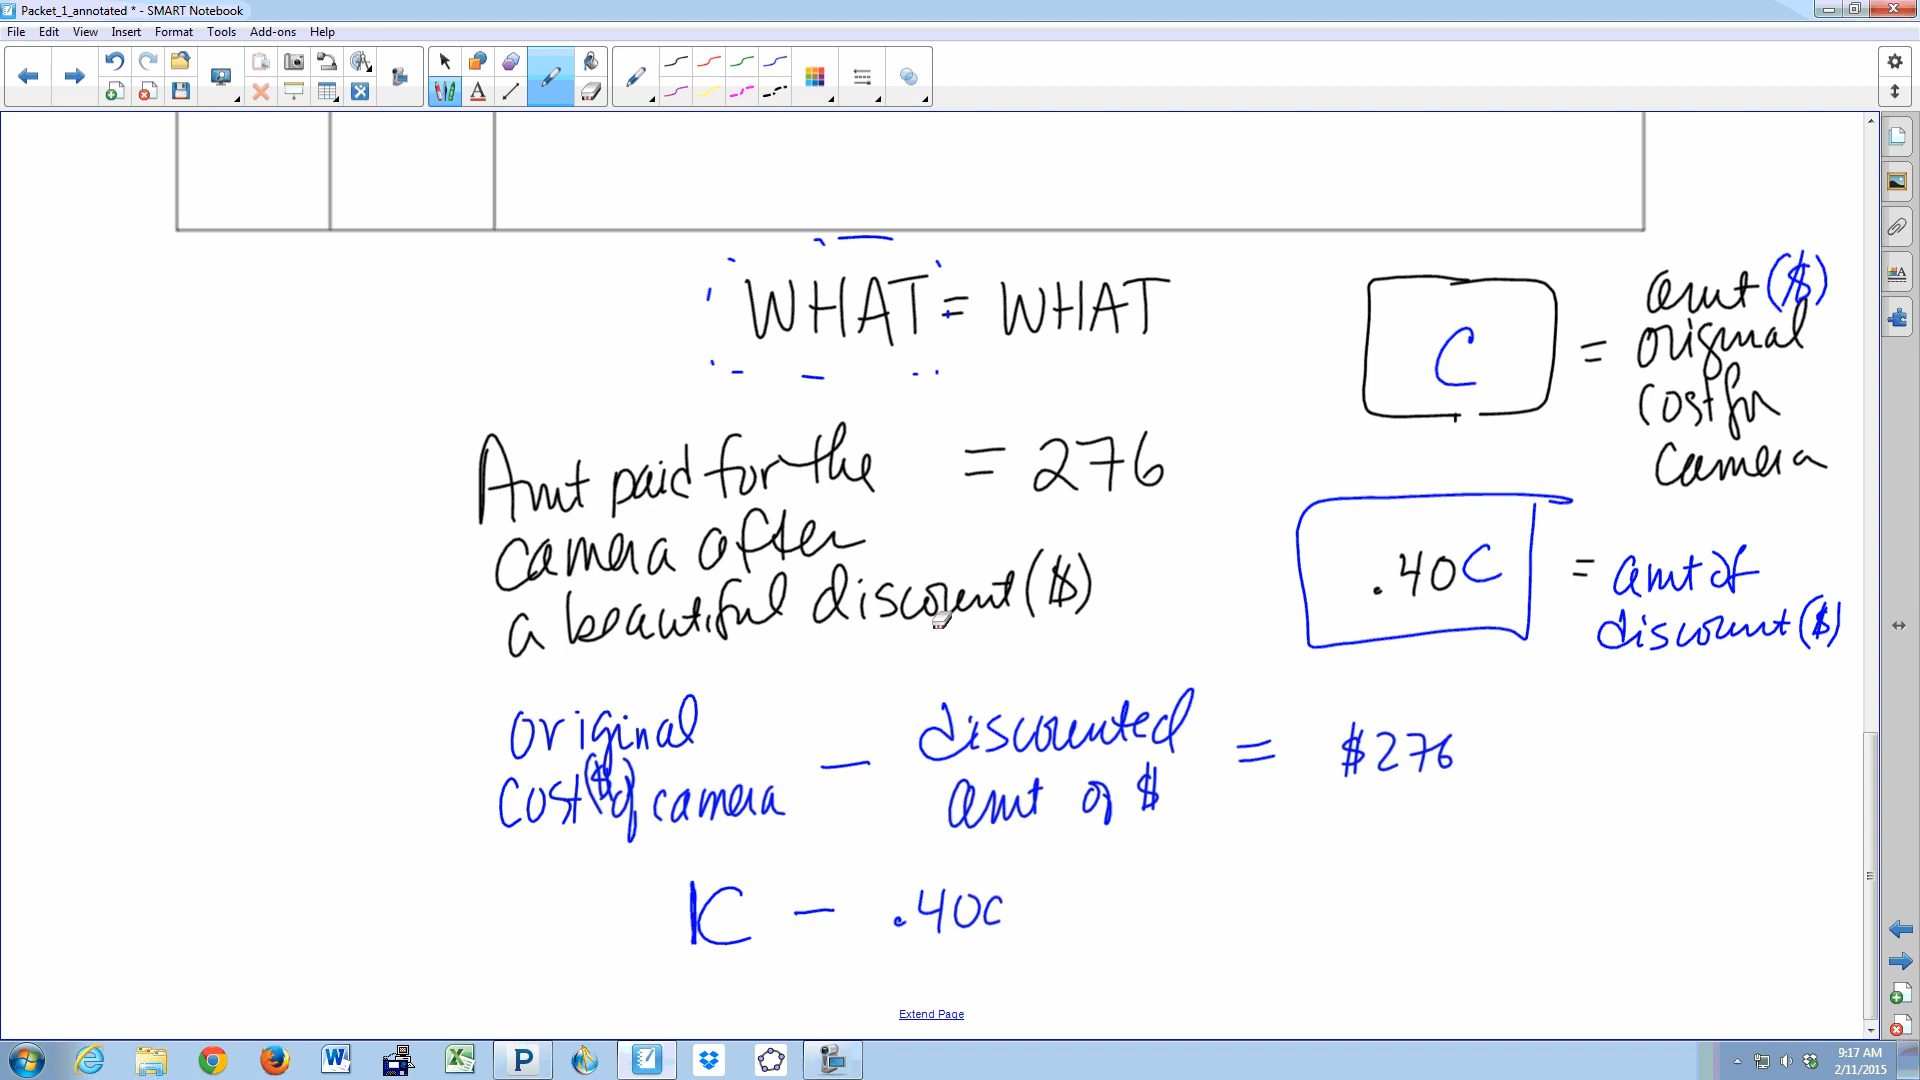 Packet_1_annotated * - SMART Notebook
File Edit View Insert Format Tools Add-ons Help
WHAT = WHAT
C = amt ($)
original
cost for
camera
Amt paid for the = 276
camera after
a beautiful discount ($)
.40C = amt of
discount ($)
original
cost ($) of camera - discounted
amt of $ = $276
1C - .40C
Extend Page
9:17 AM
2/11/2015